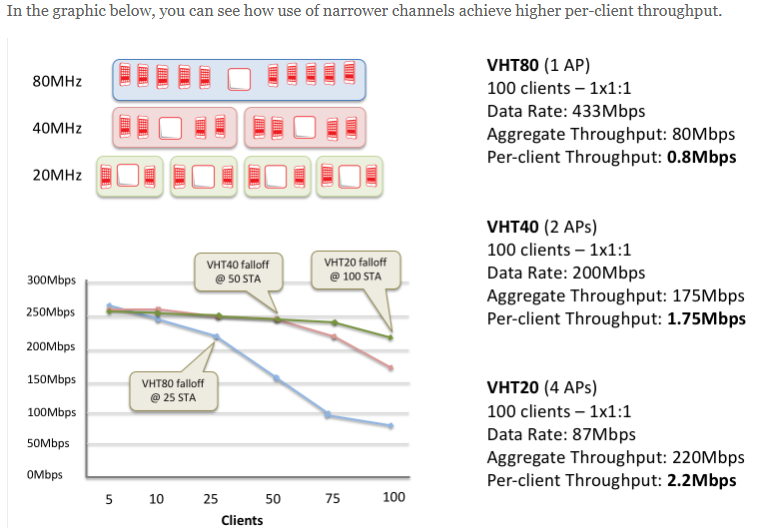 In the graphic below, you can see how use of narrower channels achieve higher per-client throughput.
80MHz
40MHz
20MHz
VHT80 (1 AP)
100 clients – 1x1:1
Data Rate: 433Mbps
Aggregate Throughput: 80Mbps
Per-client Throughput: 0.8Mbps
VHT40 (2 APs)
100 clients – 1x1:1
Data Rate: 200Mbps
Aggregate Throughput: 175Mbps
Per-client Throughput: 1.75Mbps
VHT20 (4 APs)
100 clients – 1x1:1
Data Rate: 87Mbps
Aggregate Throughput: 220Mbps
Per-client Throughput: 2.2Mbps
VHT40 falloff
@ 50 STA
VHT20 falloff
@ 100 STA
VHT80 falloff
@ 25 STA
300Mbps
250Mbps
200Mbps
150Mbps
100Mbps
50Mbps
0Mbps
5 10 25 50 75 100
Clients